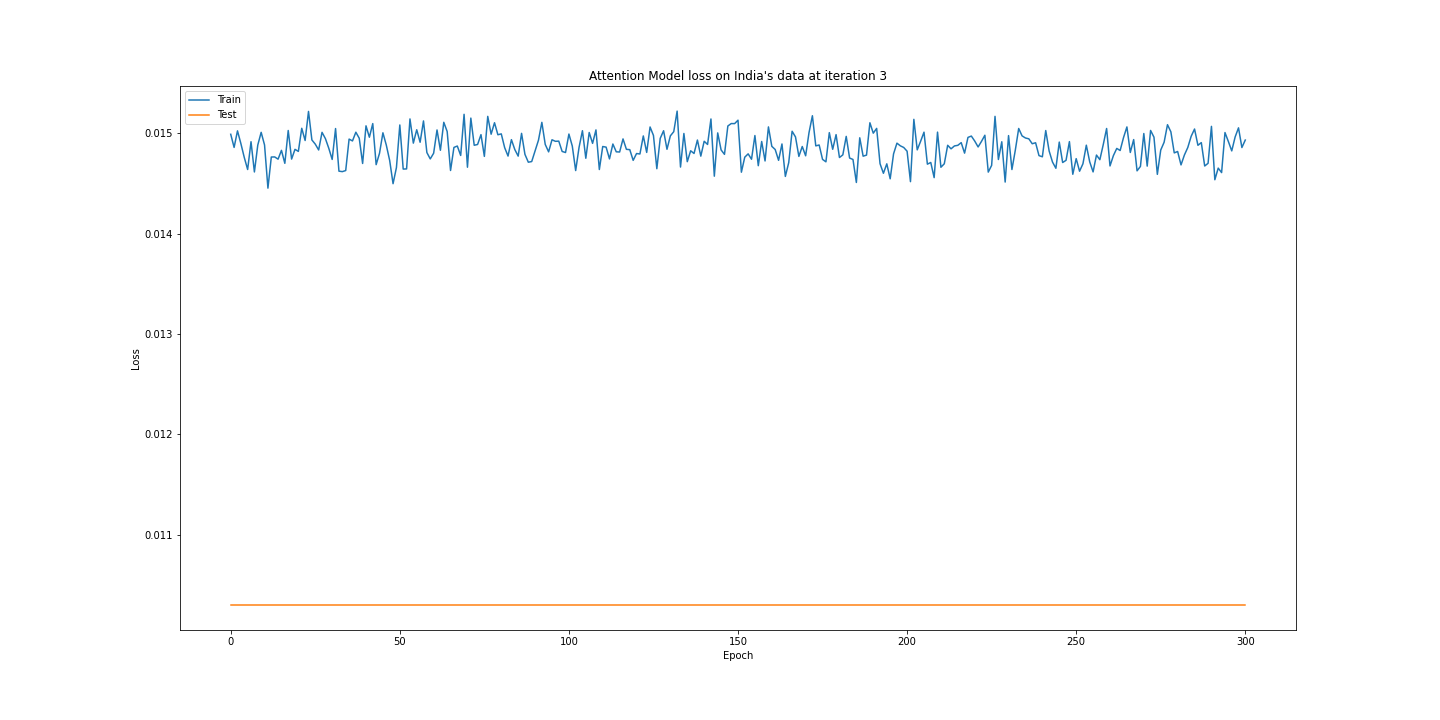 Attention Model loss on India's data at iteration 3
Train
Test
0.015
0.014
0.013
0.012
0.011
Loss
0 50 100 150 200 250 300
Epoch